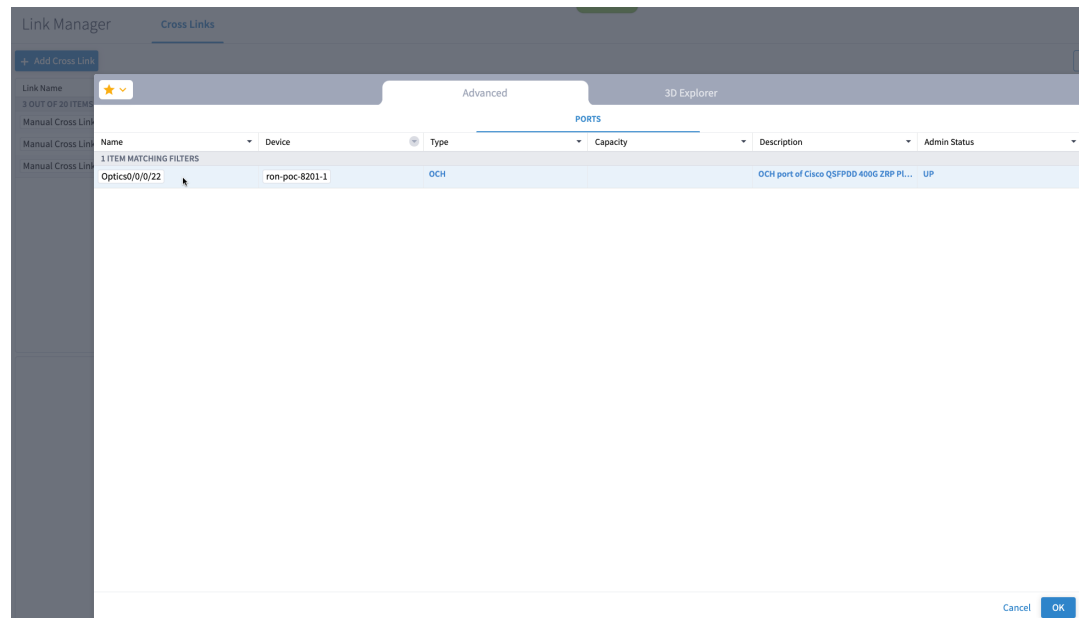 Link Manager
Cross Links
+ Add Cross Link
Link Name
3 OUT OF 20 ITEMS
Manual Cross Link
Manual Cross Link
Manual Cross Link
Advanced
3D Explorer
PORTS
Name Device Type Capacity Description Admin Status
1 ITEM MATCHING FILTERS
Optics0/0/0/22 ron-poc-8201-1 OCH OCH port of Cisco QSFPDD 400G ZRP Pl... UP
Cancel OK